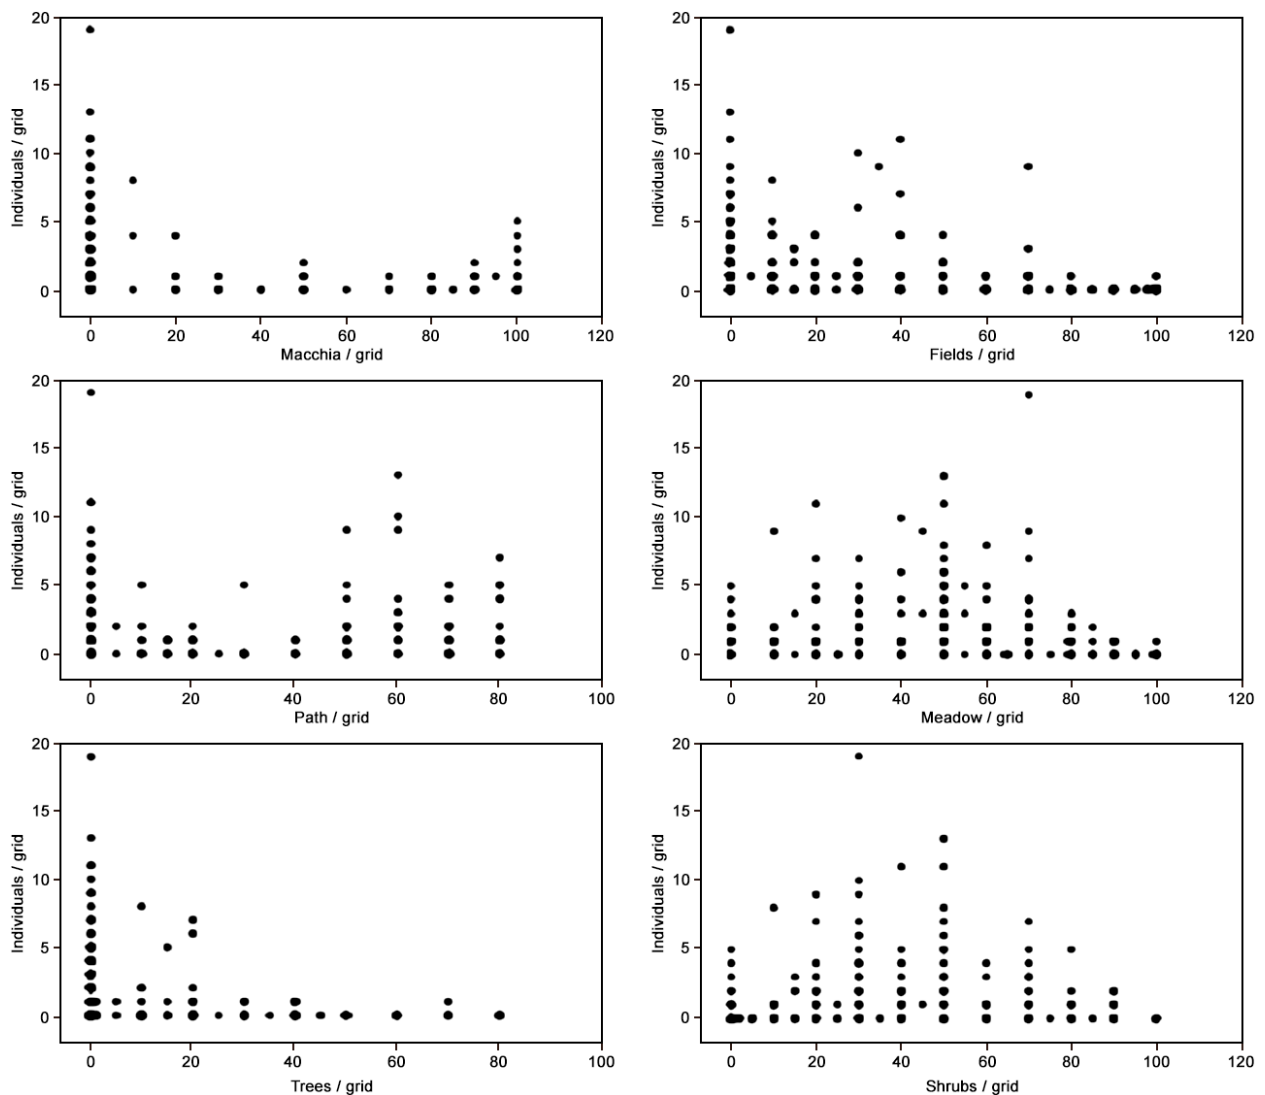 20
15
10
5
0
Individuals / grid
0 20 40 60 80 100 120
Macchia / grid
20
15
10
5
0
Individuals / grid
0 20 40 60 80 100 120
Fields / grid
20
15
10
5
0
Individuals / grid
0 20 40 60 80 100
Path / grid
20
15
10
5
0
Individuals / grid
0 20 40 60 80 100 120
Meadow / grid
20
15
10
5
0
Individuals / grid
0 20 40 60 80 100
Trees / grid
20
15
10
5
0
Individuals / grid
0 20 40 60 80 100 120
Shrubs / grid